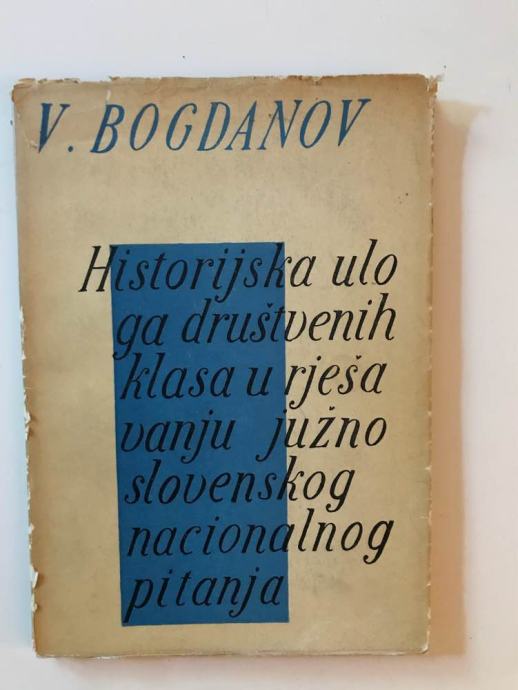 V. BOGDANOV
Historijska ulo
ga društvenih
klasa u rješa
vanju južno
slovenskog
nacionalnog
pitanja